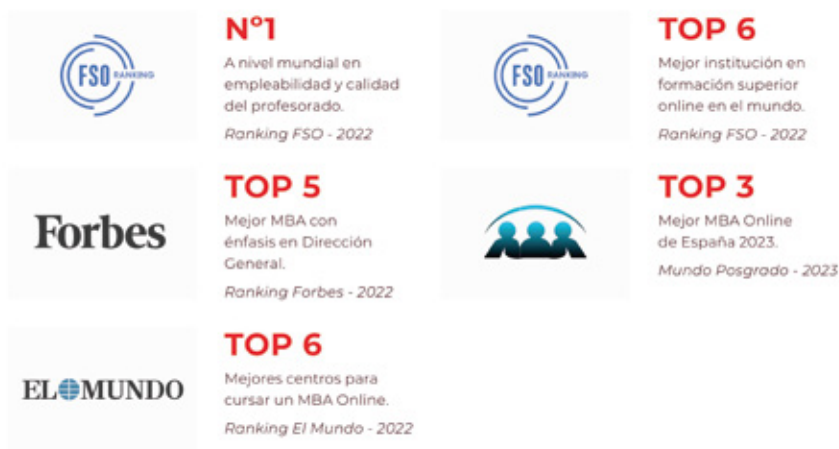 FSO RANKING
Nº1
A nivel mundial en
empleabilidad y calidad
del profesorado.
Ranking FSO - 2022
FSO RANKING
TOP 6
Mejor institución en
formación superior
online en el mundo.
Ranking FSO - 2022
Forbes
TOP 5
Mejor MBA con
énfasis en Dirección
General.
Ranking Forbes - 2022
TOP 3
Mejor MBA Online
de España 2023.
Mundo Posgrado - 2023
EL MUNDO
TOP 6
Mejores centros para
cursar un MBA Online.
Ranking El Mundo - 2022